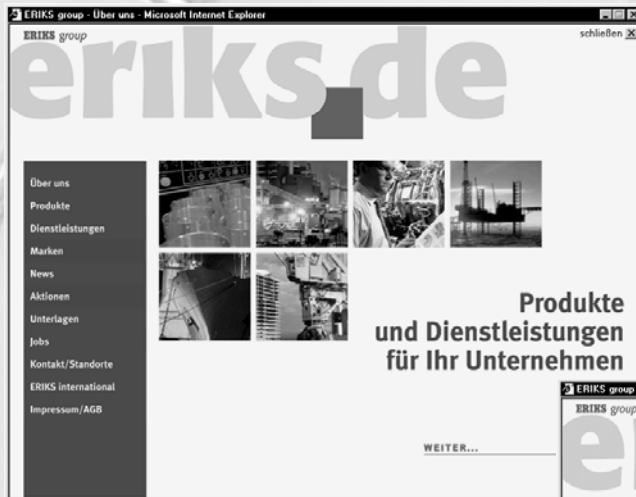 ERIKS group - Über uns - Microsoft Internet Explorer
ERIKS group
schließen
eriks.de
Über uns
Produkte
Dienstleistungen
Marken
News
Aktionen
Unterlagen
Jobs
Kontakt/Standorte
ERIKS international
Impressum/AGB
Produkte
und Dienstleistungen
für Ihr Unternehmen
WEITER...
ERIKS group
ERIKS group
er